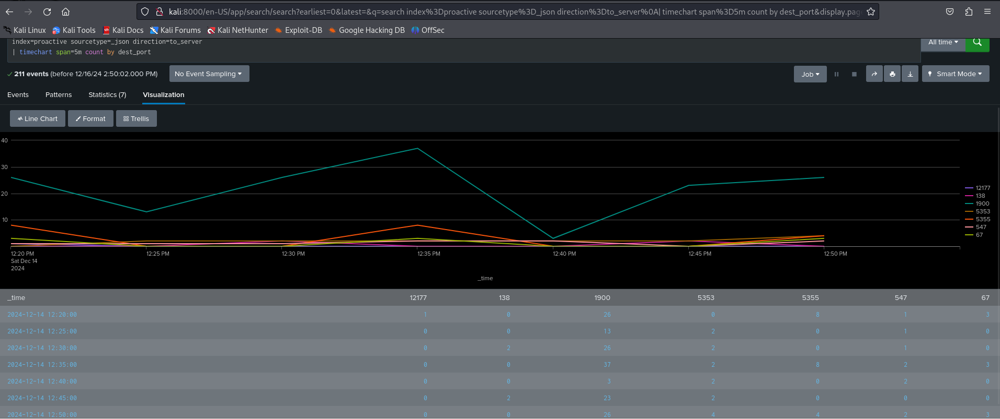 kali:8000/en-US/app/search/search?earliest=0&latest=&q=search index%3Dproactive sourcetype%3D_json direction%3Dto_server%0A| timechart span%3D5m count by dest_port&display.pag
Kali Linux Kali Tools Kali Docs Kali Forums Kali NetHunter Exploit-DB Google Hacking DB OffSec
index=proactive sourcetype=_json direction=to_server
| timechart span=5m count by dest_port
All time
211 events (before 12/16/24 2:50:02.000 PM) No Event Sampling Job Smart Mode
Events Patterns Statistics (7) Visualization
Line Chart Format Trellis
40
30
20
10
12177
138
1900
5353
5355
547
67
12:20 PM 12:25 PM 12:30 PM 12:35 PM 12:40 PM 12:45 PM 12:50 PM
Sat Dec 14
2024
_time
_time 12177 138 1900 5353 5355 547 67
2024-12-14 12:20:00 1 0 26 0 8 1 3
2024-12-14 12:25:00 0 0 13 2 0 1 0
2024-12-14 12:30:00 0 2 26 2 0 1 0
2024-12-14 12:35:00 0 0 37 2 8 2 3
2024-12-14 12:40:00 0 0 3 2 0 2 0
2024-12-14 12:45:00 0 2 23 2 0 0 0
2024-12-14 12:50:00 0 0 26 4 4 2 3